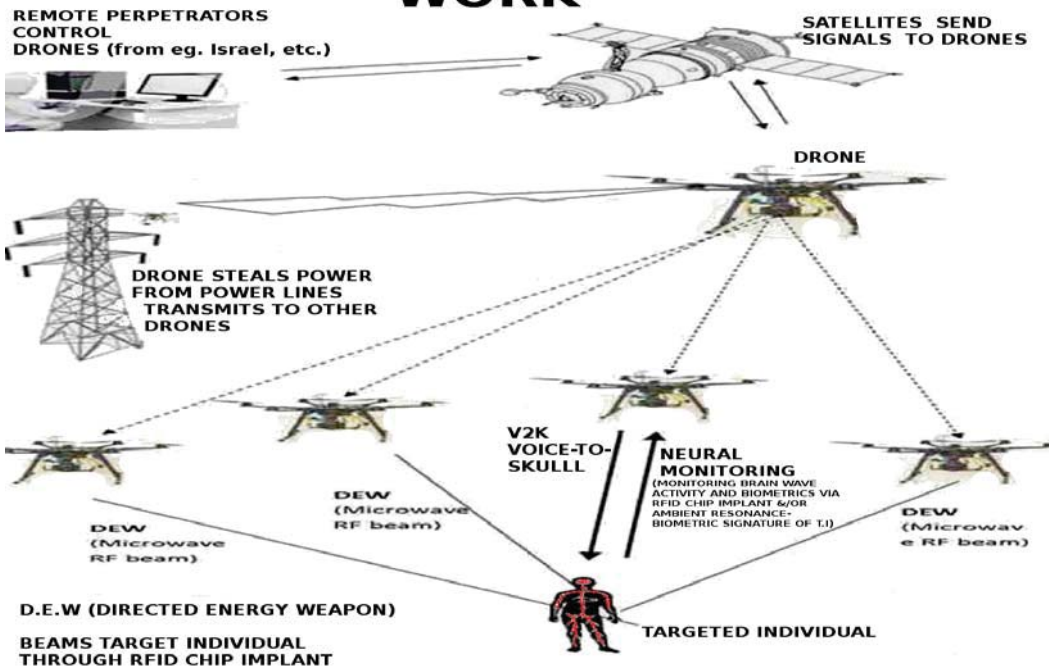 WORK
REMOTE PERPETRATORS
CONTROL
DRONES (from eg. Israel, etc.)
SATELLITES SEND
SIGNALS TO DRONES
DRONE
DRONE STEALS POWER
FROM POWER LINES
TRANSMITS TO OTHER
DRONES
V2K
VOICE-TO-
SKULLL
NEURAL
MONITORING
(MONITORING BRAIN WAVE
ACTIVITY AND BIOMETRICS VIA
RFID CHIP IMPLANT &/OR
AMBIENT RESONANCE-
BIOMETRIC SIGNATURE OF T.I)
DEW
(Microwave
RF beam)
DEW
(Microwave
RF beam)
DEW
(Microwav
e RF beam)
D.E.W (DIRECTED ENERGY WEAPON)
BEAMS TARGET INDIVIDUAL
THROUGH RFID CHIP IMPLANT
TARGETED INDIVIDUAL